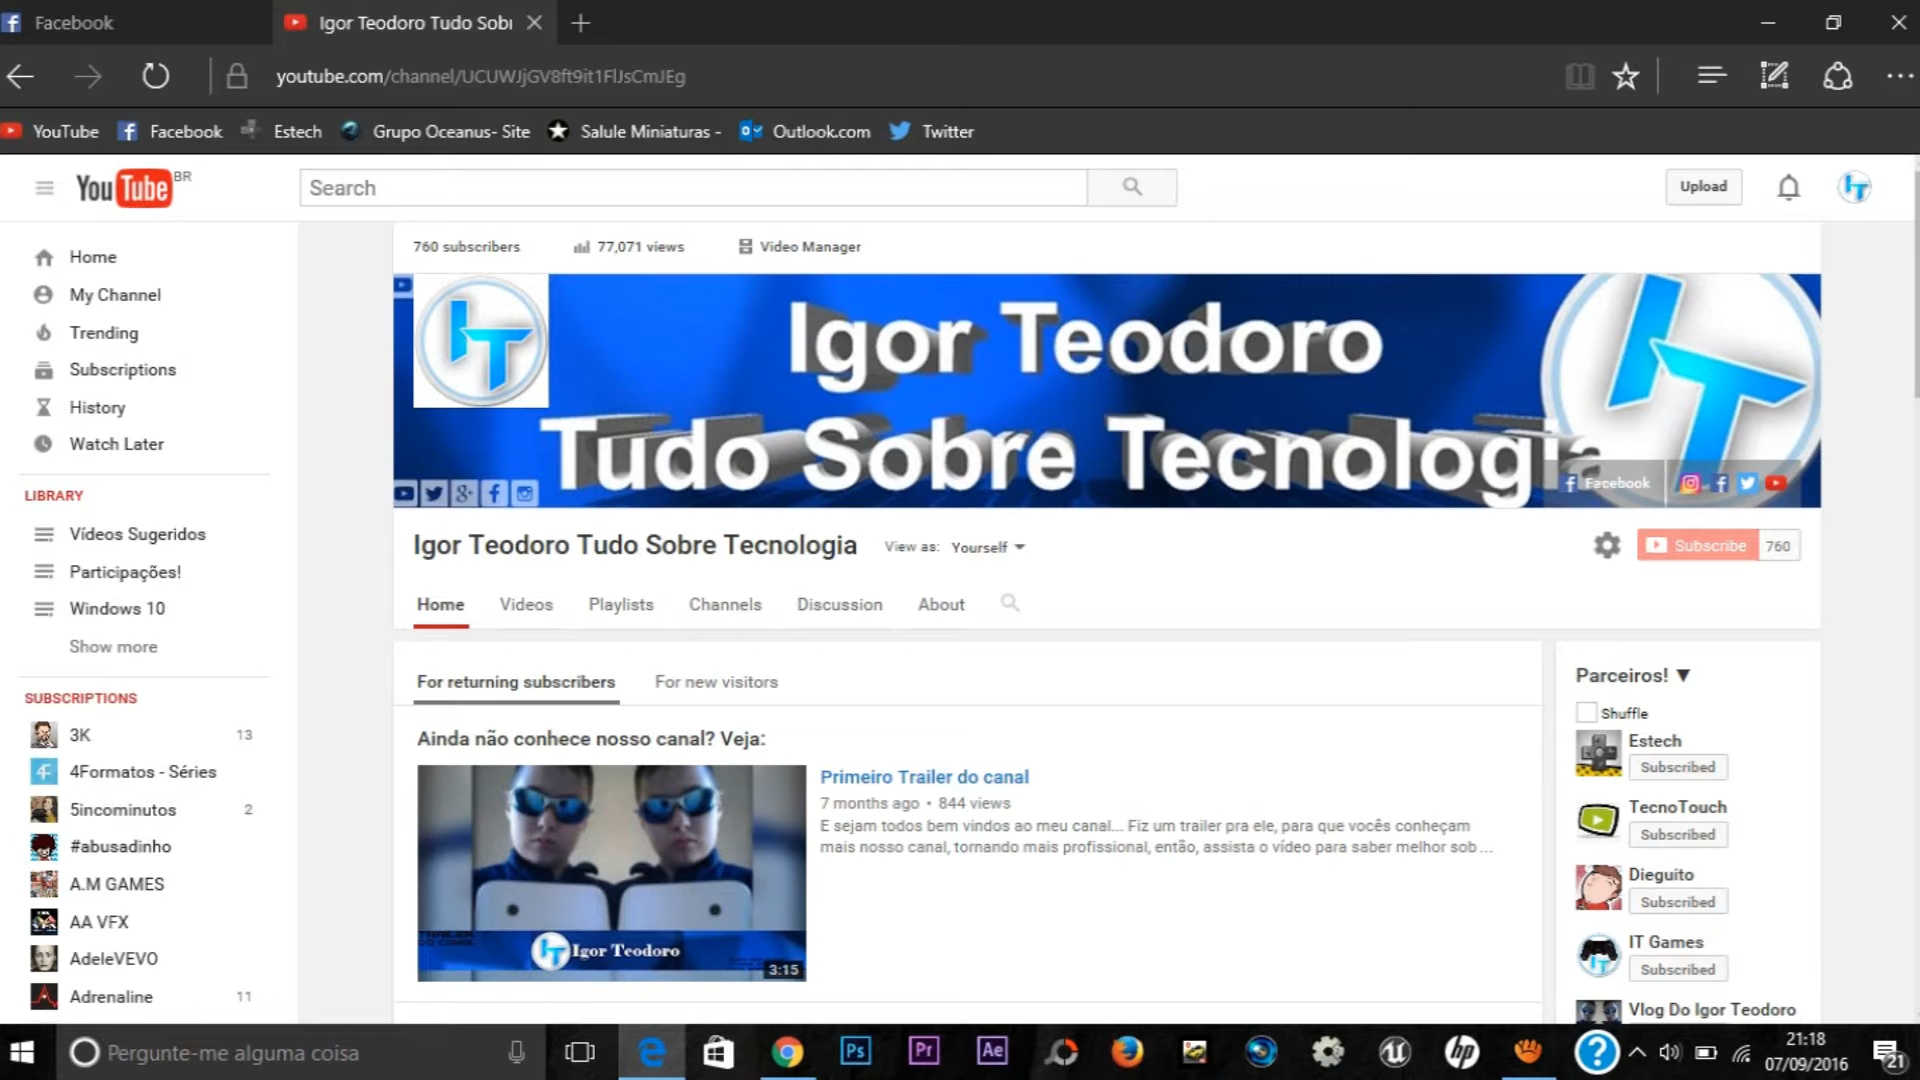 Facebook
Igor Teodoro Tudo Sobr
youtube.com/channel/UCUWJjGV8ft9it1FlJsCmJEg
YouTube Facebook Estech Grupo Oceanus- Site Salule Miniaturas - Outlook.com Twitter
YouTube BR
Search
Upload
760 subscribers 77,071 views Video Manager
Igor Teodoro
Tudo Sobre Tecnologia
Facebook
Igor Teodoro Tudo Sobre Tecnologia View as: Yourself
Subscribe 760
Home Videos Playlists Channels Discussion About
Home
My Channel
Trending
Subscriptions
History
Watch Later
LIBRARY
Vídeos Sugeridos
Participações!
Windows 10
Show more
SUBSCRIPTIONS
3K 13
4Formatos - Séries
5incominutos 2
#abusadinho
A.M GAMES
AA VFX
AdeleVEVO
Adrenaline 11
For returning subscribers For new visitors
Ainda não conhece nosso canal? Veja:
Igor Teodoro
3:15
Primeiro Trailer do canal
7 months ago • 844 views
E sejam todos bem vindos ao meu canal... Fiz um trailer pra ele, para que vocês conheçam
mais nosso canal, tornando mais profissional, então, assista o vídeo para saber melhor sob ...
Parceiros! ▼
Shuffle
Estech
Subscribed
TecnoTouch
Subscribed
Dieguito
Subscribed
IT Games
Subscribed
Vlog Do Igor Teodoro
Pergunte-me alguma coisa
Ps Pr Ae
hp
21:18
07/09/2016
21